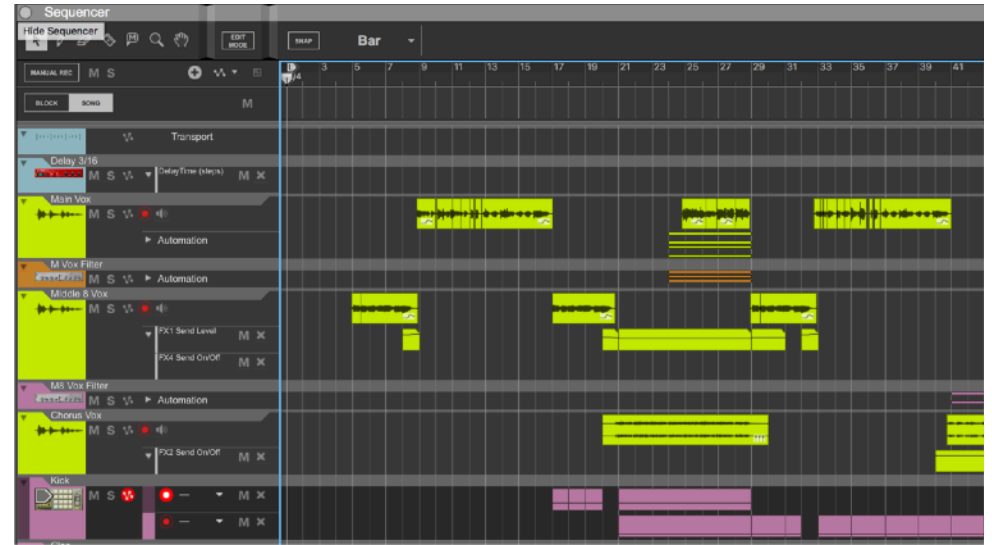 Sequencer
Hide Sequencer
EDIT MODE
SNAP
Bar
MANUAL REC M S
3 5 7 9 11 13 15 17 19 21 23 25 27 29 31 33 35 37 39 41
/4
BLOCK SONG M
Transport
Delay 3/16
M S DelayTime (steps) M
Main Vox
M S
Automation
M Vox Filter
M S Automation
Middle 8 Vox
M S
FX1 Send Level M
FX4 Send On/Off M
M8 Vox Filter
M S Automation
Chorus Vox
M S
FX2 Send On/Off M
Kick
M S M
M